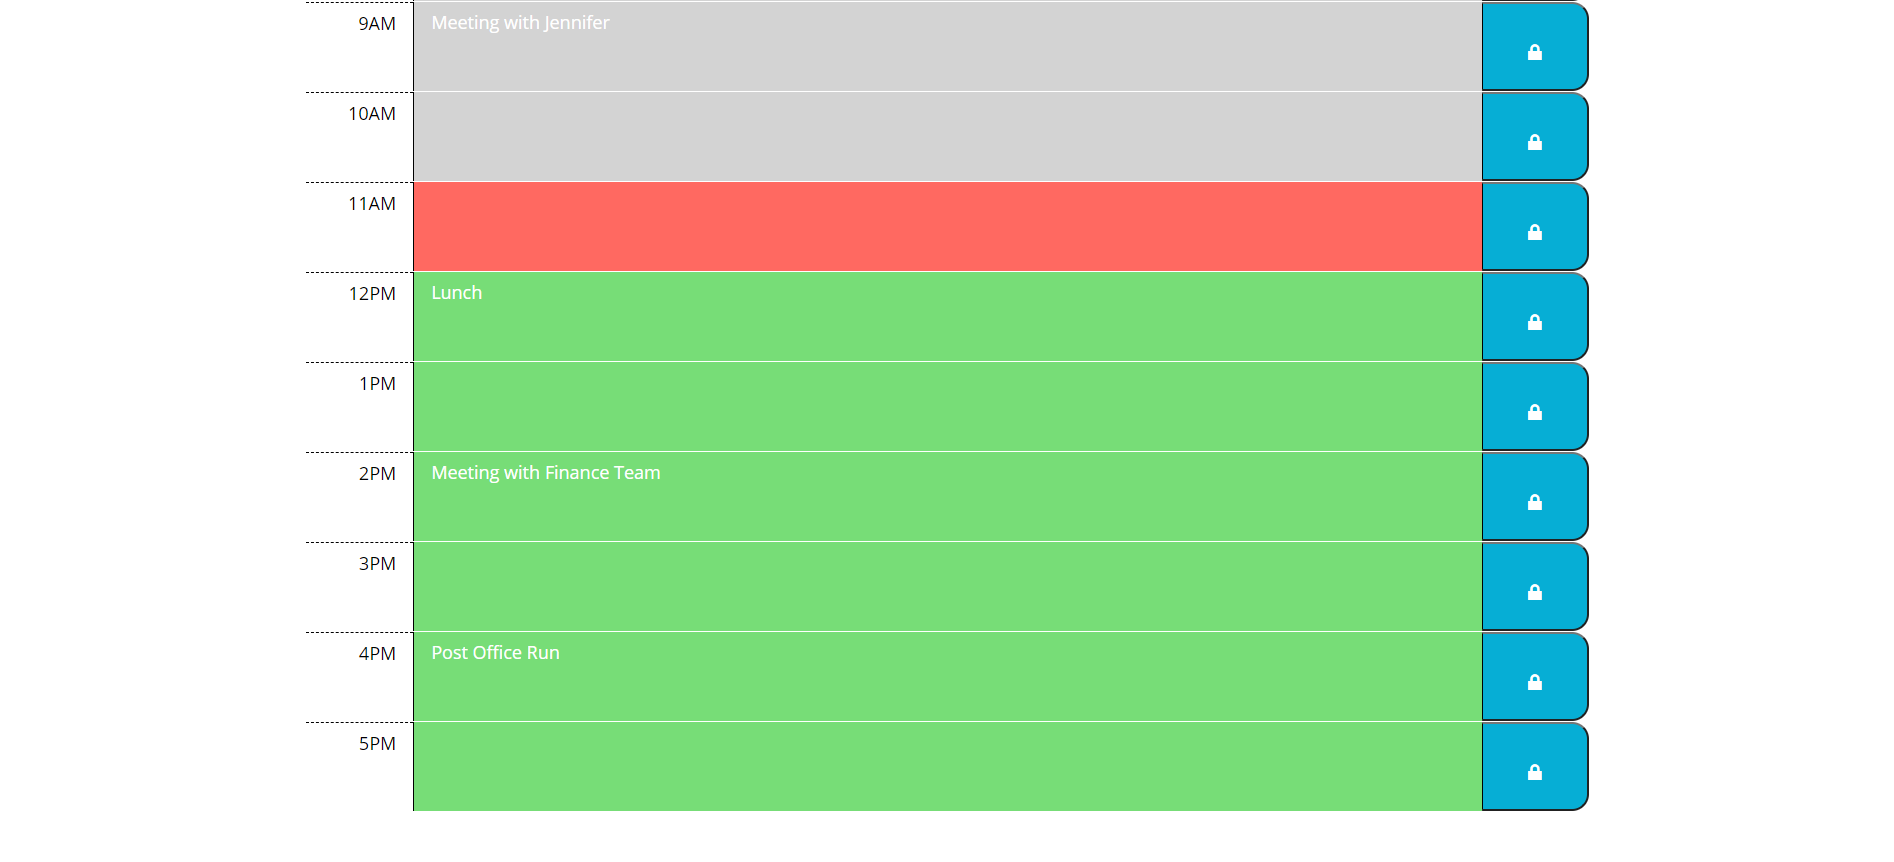 9AM Meeting with Jennifer
10AM
11AM
12PM Lunch
1PM
2PM Meeting with Finance Team
3PM
4PM Post Office Run
5PM